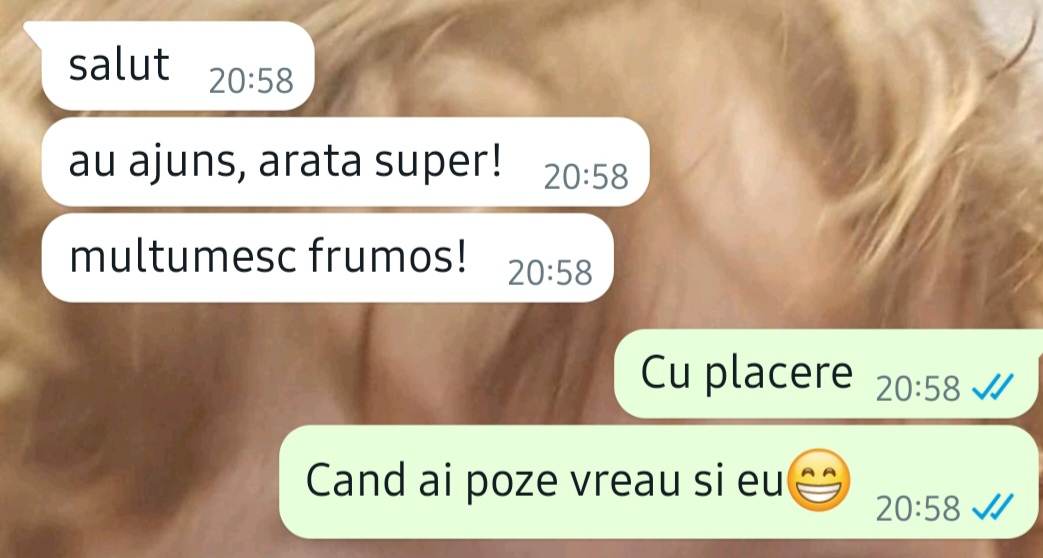 salut 20:58
au ajuns, arata super! 20:58
multumesc frumos! 20:58
Cu placere 20:58
Cand ai poze vreau si eu😁 20:58